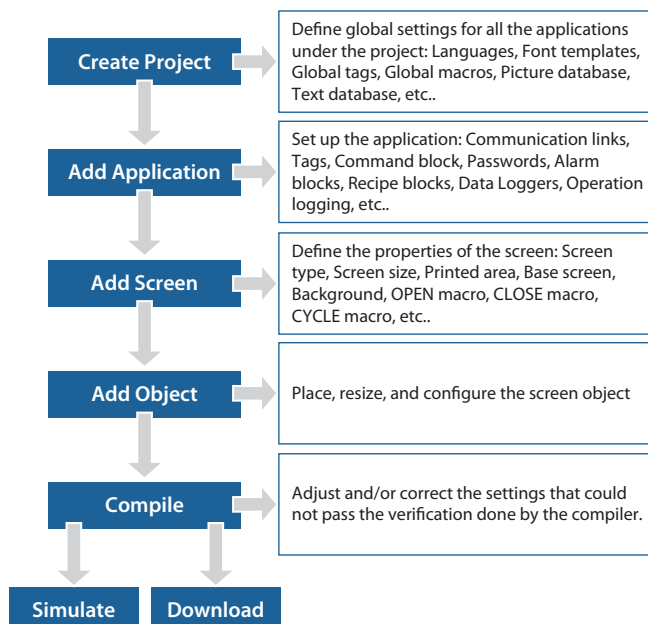 Create Project
Define global settings for all the applications
under the project: Languages, Font templates,
Global tags, Global macros, Picture database,
Text database, etc..
Add Application
Set up the application: Communication links,
Tags, Command block, Passwords, Alarm
blocks, Recipe blocks, Data Loggers, Operation
logging, etc..
Add Screen
Define the properties of the screen: Screen
type, Screen size, Printed area, Base screen,
Background, OPEN macro, CLOSE macro,
CYCLE macro, etc..
Add Object
Place, resize, and configure the screen object
Compile
Adjust and/or correct the settings that could
not pass the verification done by the compiler.
Simulate
Download